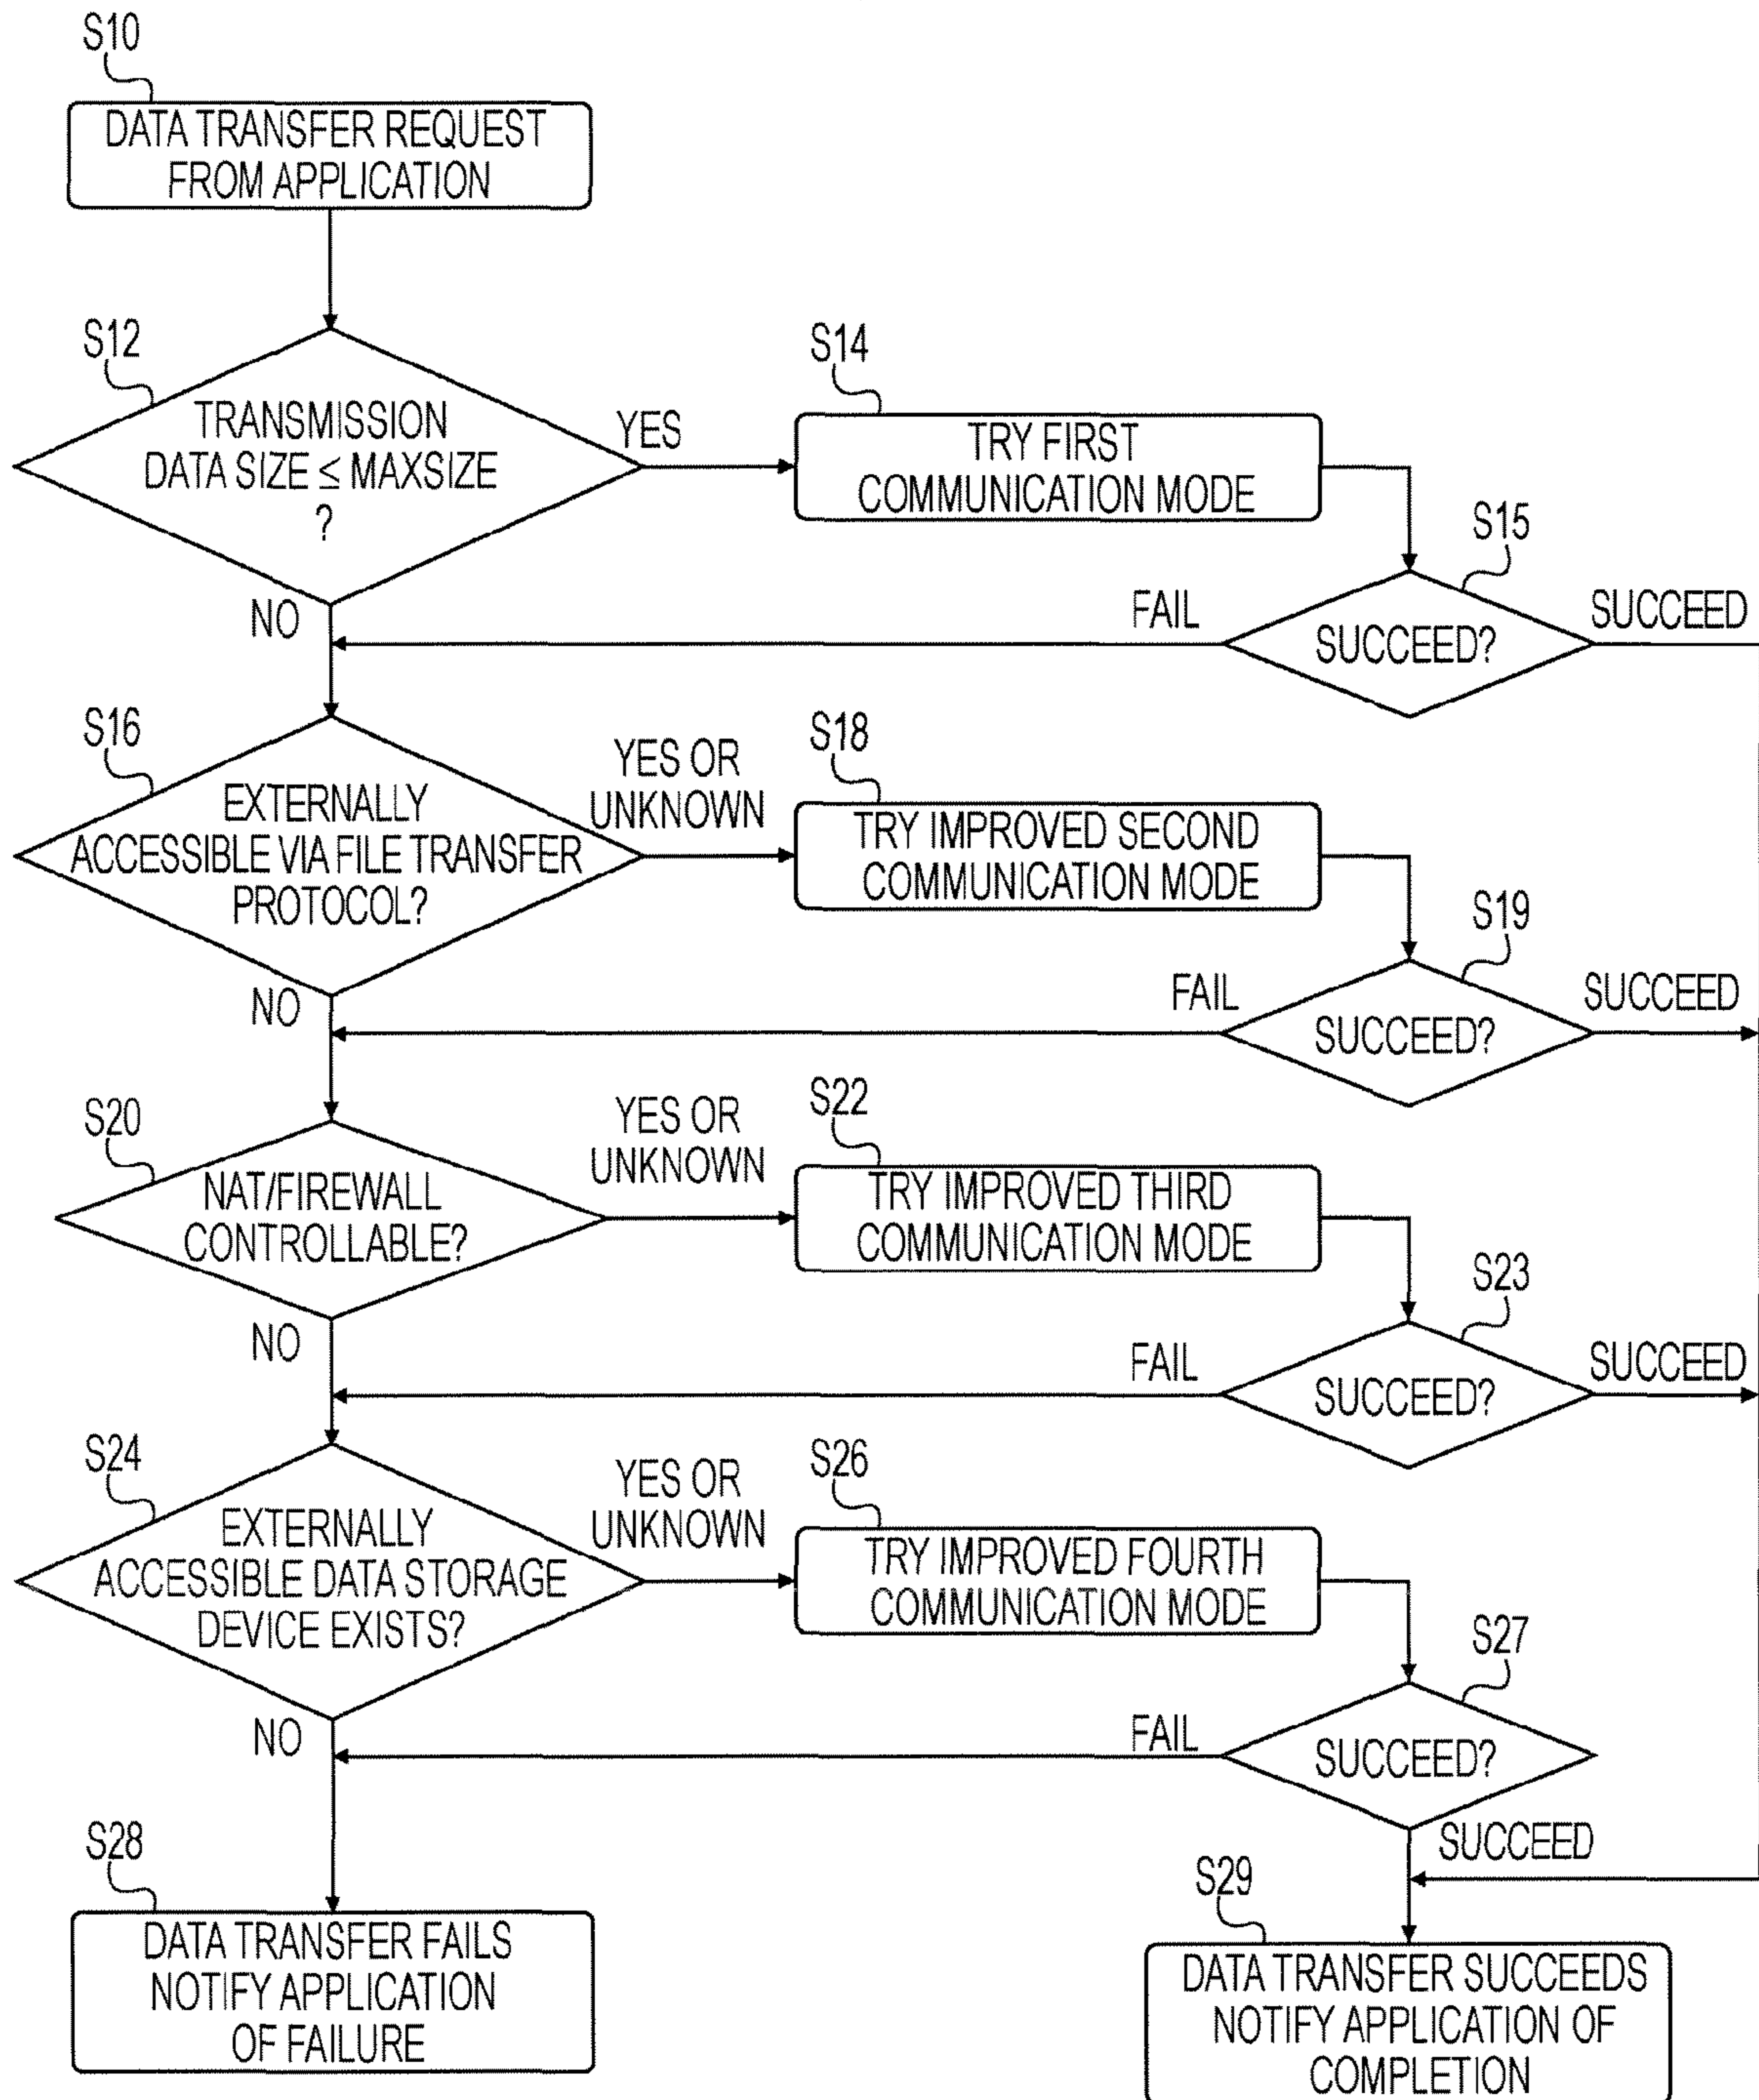 S10
DATA TRANSFER REQUEST
FROM APPLICATION
S12
TRANSMISSION
DATA SIZE ≤ MAXSIZE
?
YES
NO
S14
TRY FIRST
COMMUNICATION MODE
S15
SUCCEED?
FAIL
SUCCEED
S16
EXTERNALLY
ACCESSIBLE VIA FILE TRANSFER
PROTOCOL?
YES OR
UNKNOWN
NO
S18
TRY IMPROVED SECOND
COMMUNICATION MODE
S19
SUCCEED?
FAIL
SUCCEED
S20
NAT/FIREWALL
CONTROLLABLE?
YES OR
UNKNOWN
NO
S22
TRY IMPROVED THIRD
COMMUNICATION MODE
S23
SUCCEED?
FAIL
SUCCEED
S24
EXTERNALLY
ACCESSIBLE DATA STORAGE
DEVICE EXISTS?
YES OR
UNKNOWN
NO
S26
TRY IMPROVED FOURTH
COMMUNICATION MODE
S27
SUCCEED?
FAIL
SUCCEED
S28
DATA TRANSFER FAILS
NOTIFY APPLICATION
OF FAILURE
S29
DATA TRANSFER SUCCEEDS
NOTIFY APPLICATION OF
COMPLETION